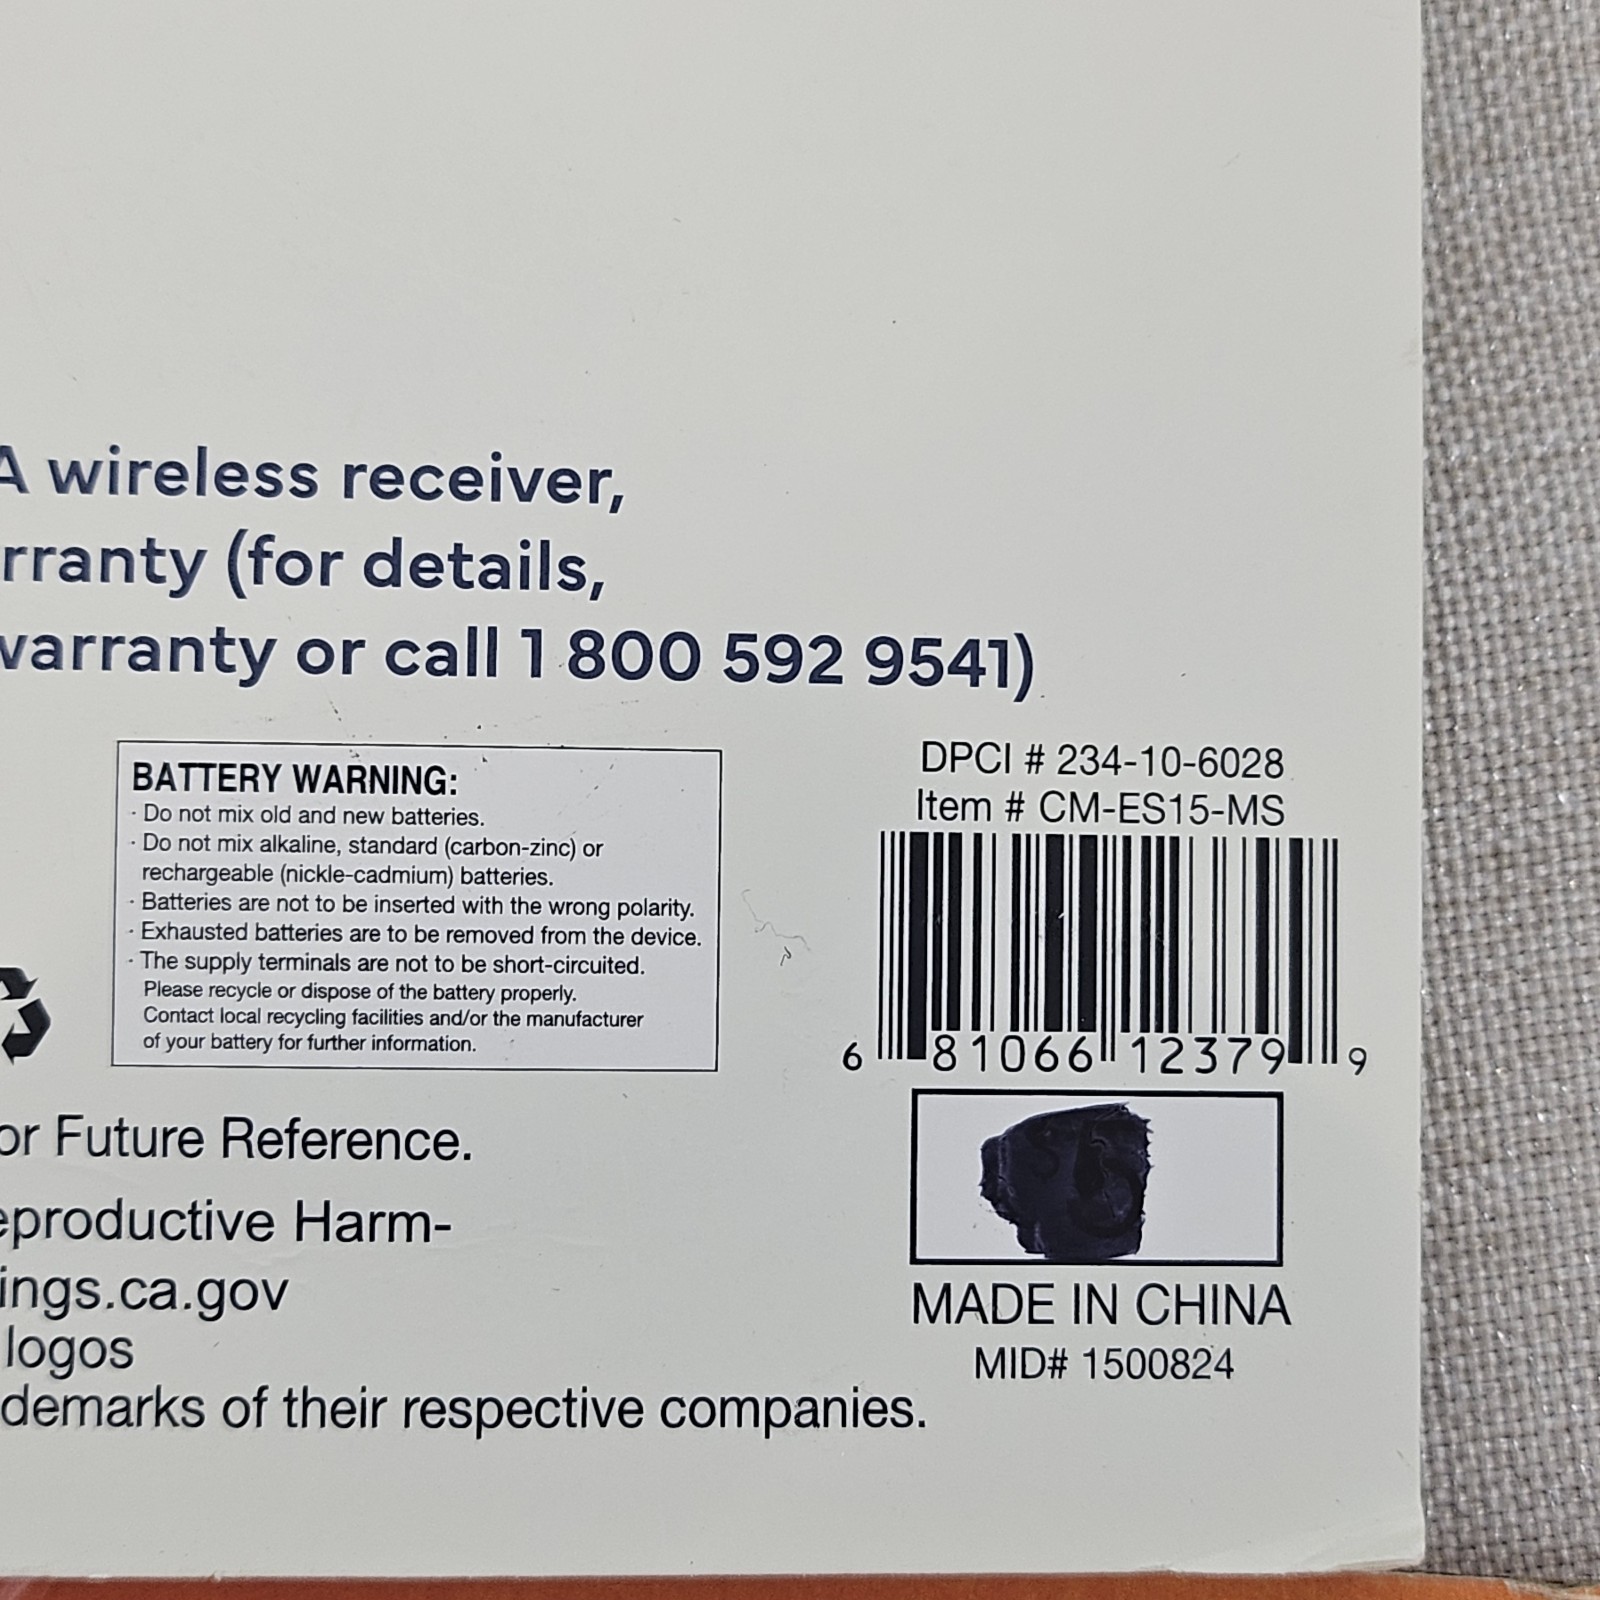 A wireless receiver,
rranty (for details,
warranty or call 1 800 592 9541)
BATTERY WARNING:
· Do not mix old and new batteries.
· Do not mix alkaline, standard (carbon-zinc) or
rechargeable (nickle-cadmium) batteries.
· Batteries are not to be inserted with the wrong polarity.
· Exhausted batteries are to be removed from the device.
· The supply terminals are not to be short-circuited.
Please recycle or dispose of the battery properly.
Contact local recycling facilities and/or the manufacturer
of your battery for further information.
DPCI # 234-10-6028
Item # CM-ES15-MS
6 81066 12379 9
MADE IN CHINA
MID# 1500824
or Future Reference.
eproductive Harm-
ings.ca.gov
logos
demarks of their respective companies.